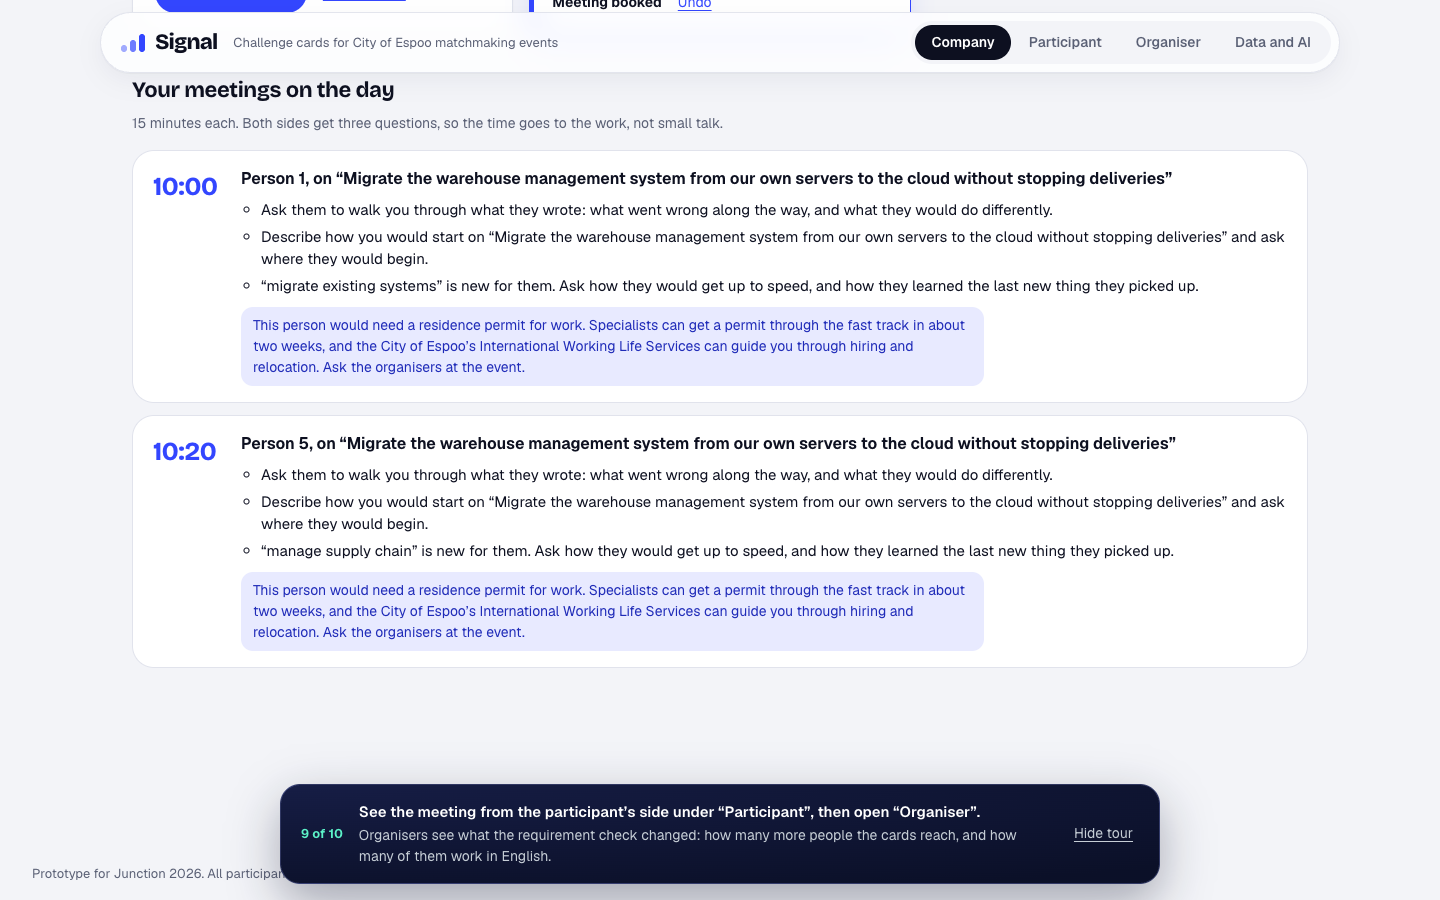 Meeting booked Undo
Signal Challenge cards for City of Espoo matchmaking events Company Participant Organiser Data and AI
Your meetings on the day
15 minutes each. Both sides get three questions, so the time goes to the work, not small talk.
10:00
Person 1, on “Migrate the warehouse management system from our own servers to the cloud without stopping deliveries”
Ask them to walk you through what they wrote: what went wrong along the way, and what they would do differently.
Describe how you would start on “Migrate the warehouse management system from our own servers to the cloud without stopping deliveries” and ask
where they would begin.
“migrate existing systems” is new for them. Ask how they would get up to speed, and how they learned the last new thing they picked up.
This person would need a residence permit for work. Specialists can get a permit through the fast track in about
two weeks, and the City of Espoo’s International Working Life Services can guide you through hiring and
relocation. Ask the organisers at the event.
10:20
Person 5, on “Migrate the warehouse management system from our own servers to the cloud without stopping deliveries”
Ask them to walk you through what they wrote: what went wrong along the way, and what they would do differently.
Describe how you would start on “Migrate the warehouse management system from our own servers to the cloud without stopping deliveries” and ask
where they would begin.
“manage supply chain” is new for them. Ask how they would get up to speed, and how they learned the last new thing they picked up.
This person would need a residence permit for work. Specialists can get a permit through the fast track in about
two weeks, and the City of Espoo’s International Working Life Services can guide you through hiring and
relocation. Ask the organisers at the event.
9 of 10
See the meeting from the participant’s side under “Participant”, then open “Organiser”.
Organisers see what the requirement check changed: how many more people the cards reach, and how
many of them work in English.
Hide tour
Prototype for Junction 2026. All